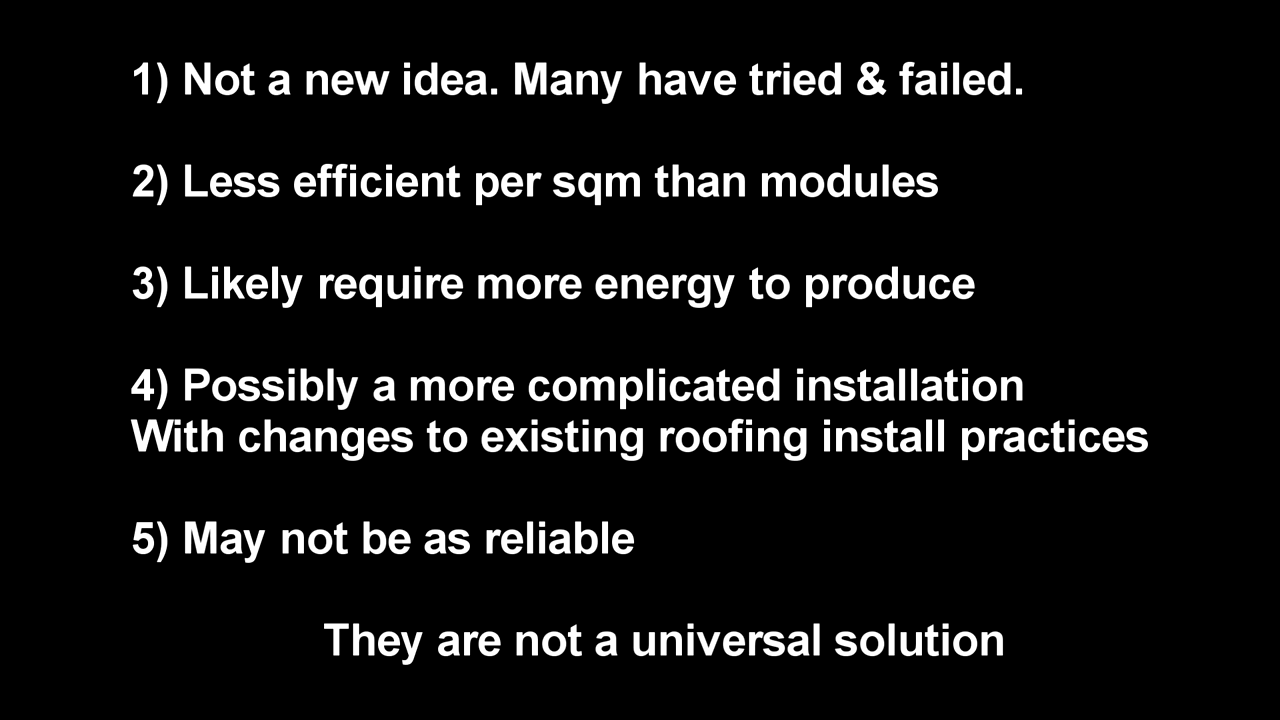 1) Not a new idea. Many have tried & failed.
2) Less efficient per sqm than modules
3) Likely require more energy to produce
4) Possibly a more complicated installation
With changes to existing roofing install practices
5) May not be as reliable
They are not a universal solution